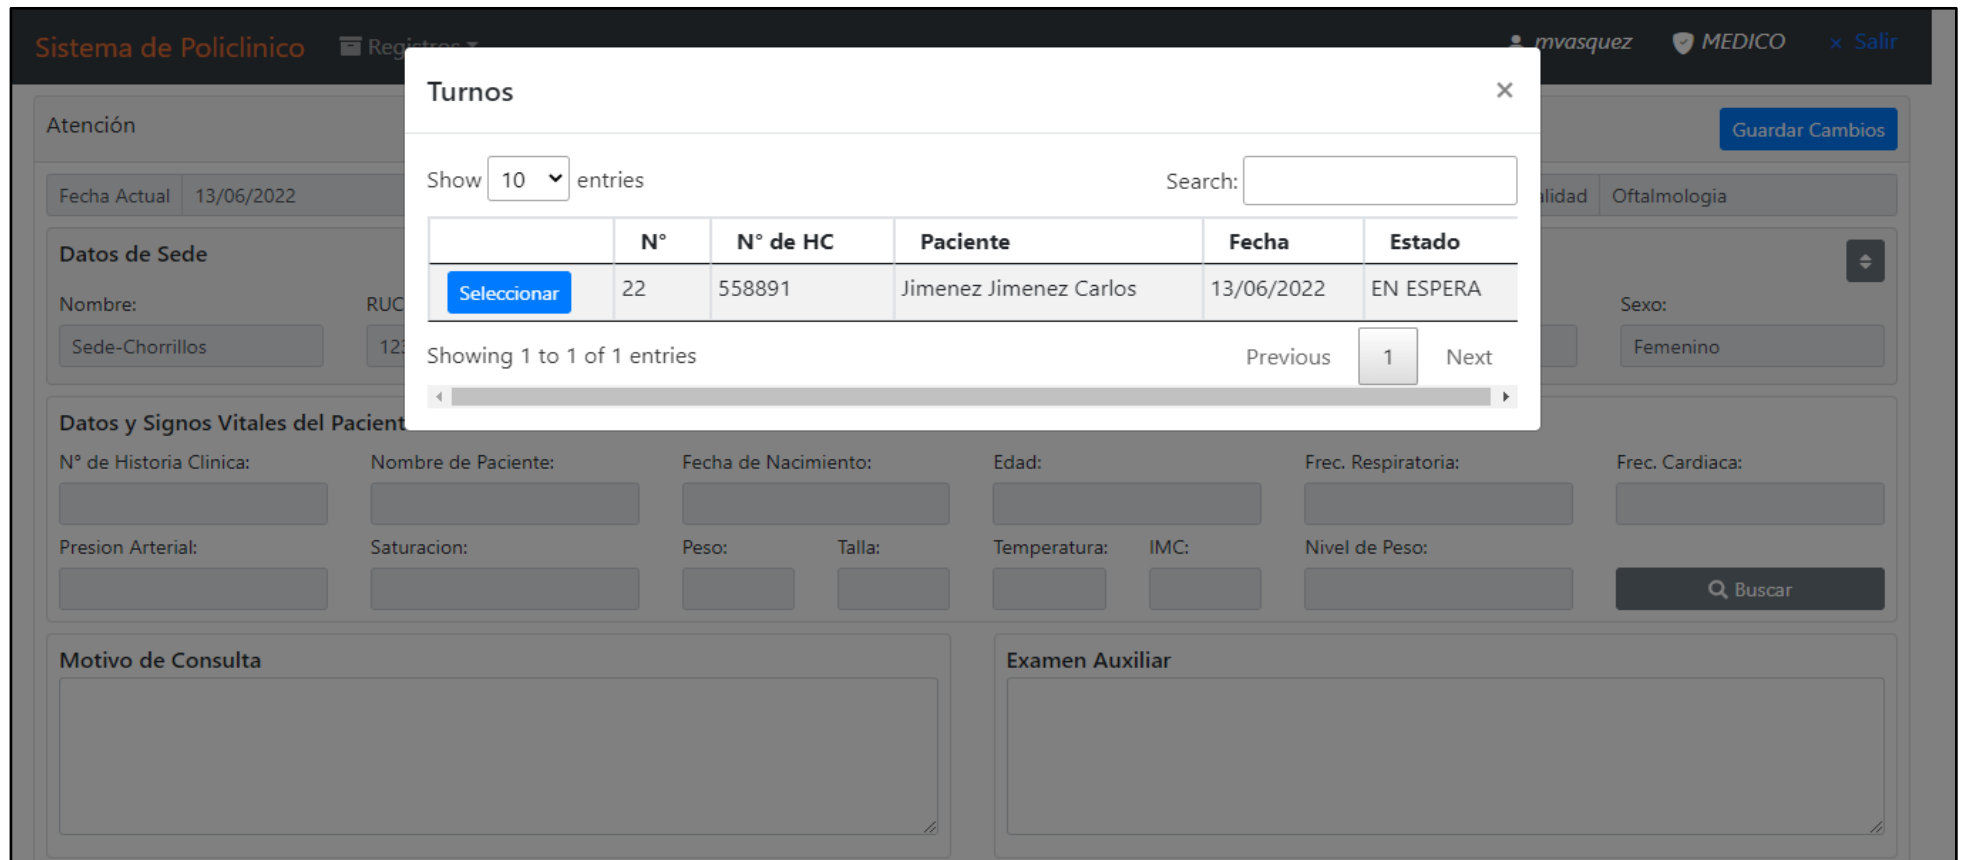 Sistema de Policlinico Registros mvasquez MEDICO × Salir
Turnos ×
Atención Guardar Cambios
Show 10 entries Search:
Fecha Actual 13/06/2022 Oftalmologia
N° N° de HC Paciente Fecha Estado
Datos de Sede
Seleccionar 22 558891 Jimenez Jimenez Carlos 13/06/2022 EN ESPERA
Nombre: RUC Sexo:
Sede-Chorrillos Femenino
Showing 1 to 1 of 1 entries Previous 1 Next
Datos y Signos Vitales del Pacient
N° de Historia Clinica: Nombre de Paciente: Fecha de Nacimiento: Edad: Frec. Respiratoria: Frec. Cardiaca:
Presion Arterial: Saturacion: Peso: Talla: Temperatura: IMC: Nivel de Peso:
Buscar
Motivo de Consulta Examen Auxiliar